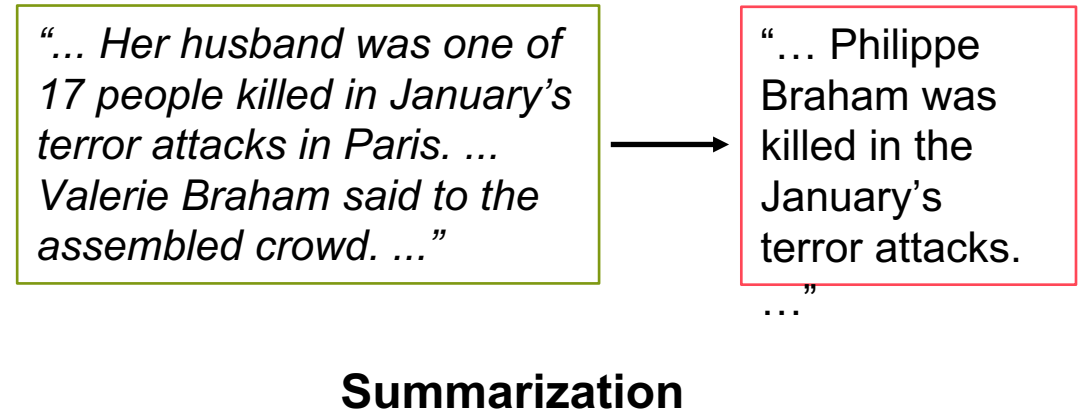 “... Her husband was one of
17 people killed in January’s
terror attacks in Paris. ...
Valerie Braham said to the
assembled crowd. ...”
“… Philippe
Braham was
killed in the
January’s
terror attacks.
…”
Summarization